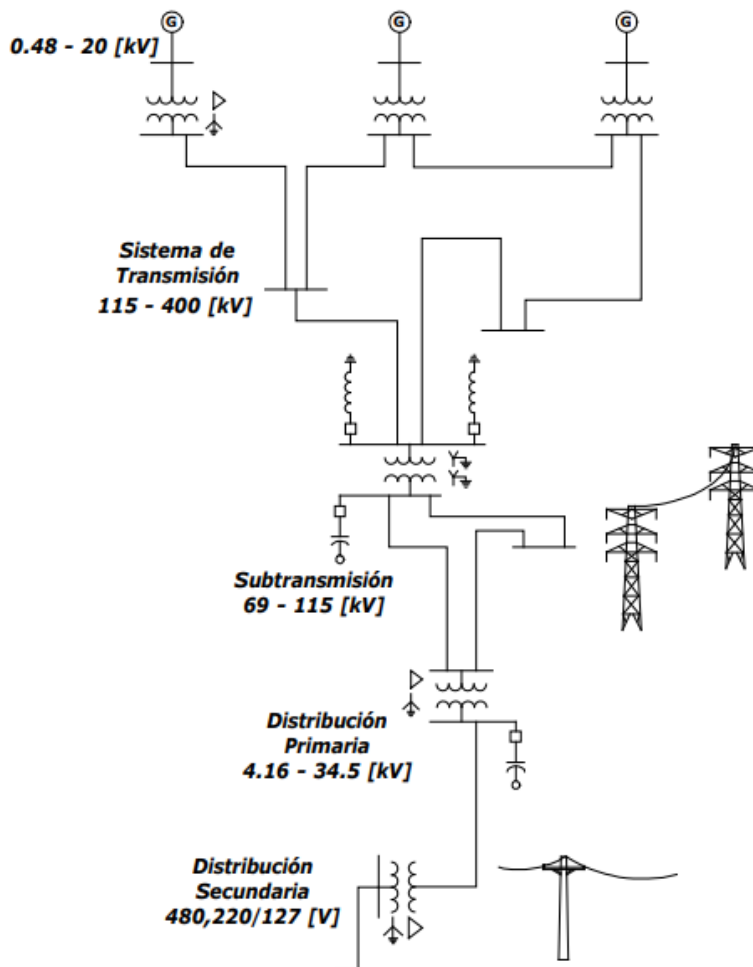 G
G
G
0.48 - 20 [kV]
Sistema de
Transmisión
115 - 400 [kV]
Subtransmisión
69 - 115 [kV]
Distribución
Primaria
4.16 - 34.5 [kV]
Distribución
Secundaria
480,220/127 [V]